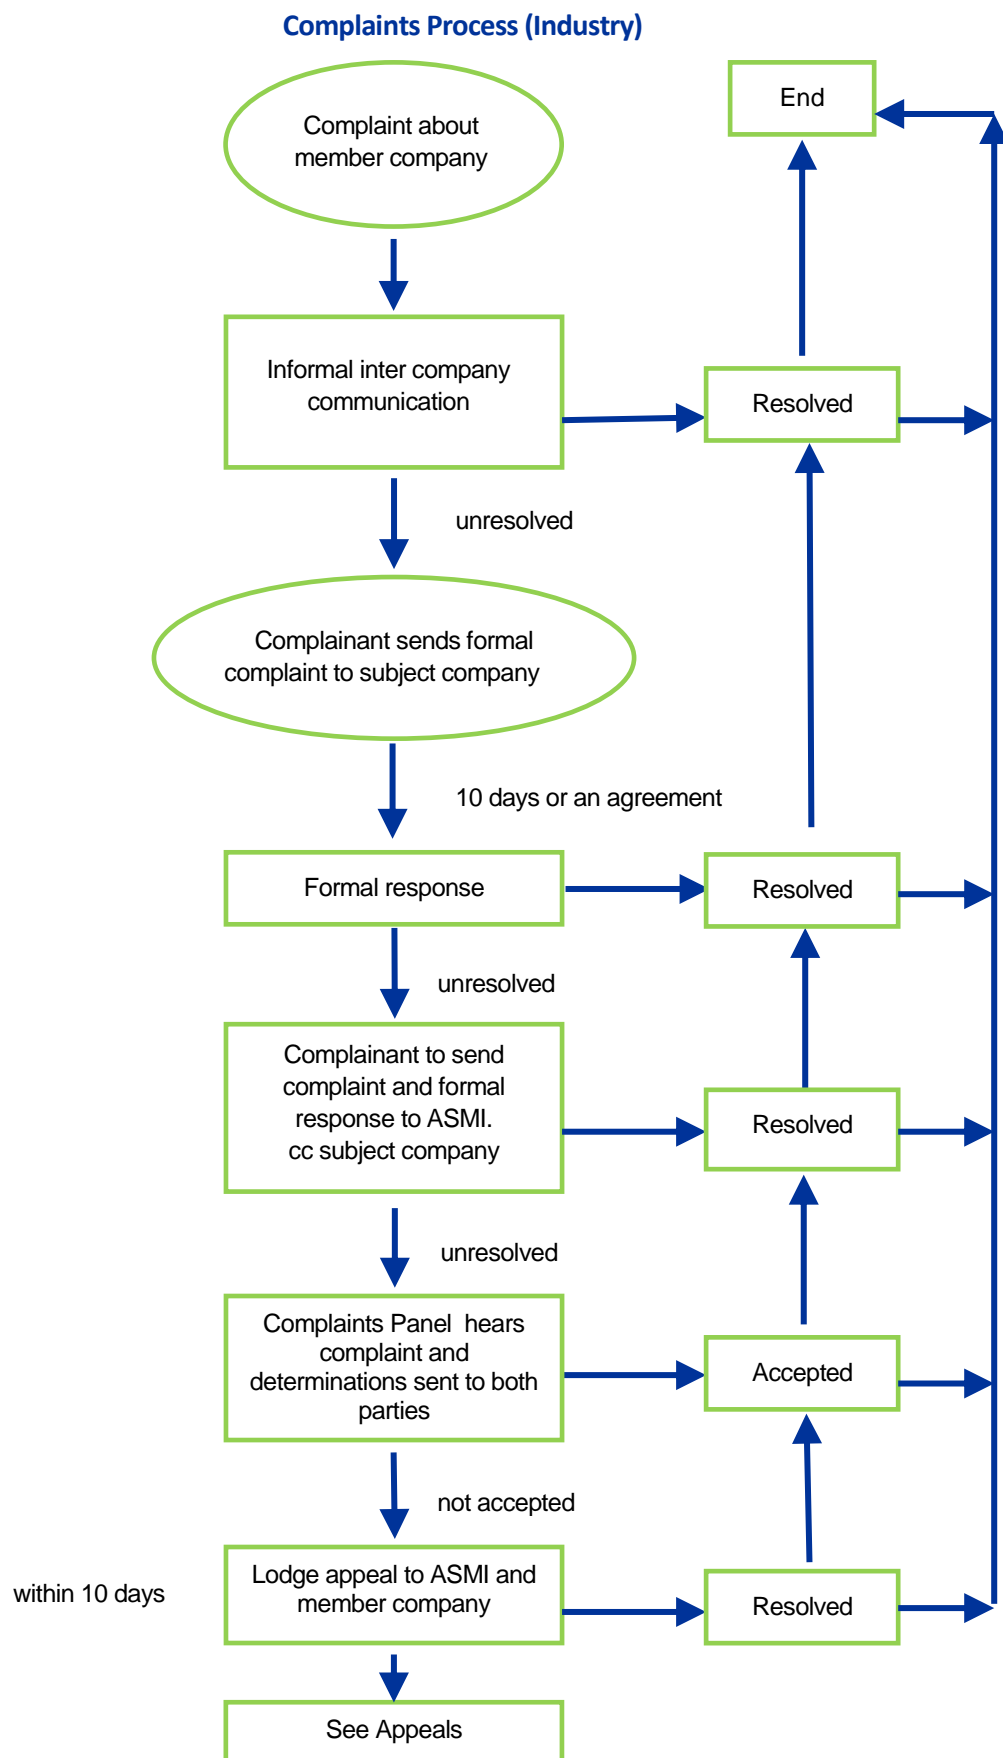 Complaints Process (Industry)
Complaint about
member company
End
Informal inter company
communication
Resolved
unresolved
Complainant sends formal
complaint to subject company
10 days or an agreement
Formal response
Resolved
unresolved
Complainant to send
complaint and formal
response to ASMI.
cc subject company
Resolved
unresolved
Complaints Panel  hears
complaint and
determinations sent to both
parties
Accepted
not accepted
within 10 days
Lodge appeal to ASMI and
member company
Resolved
See Appeals